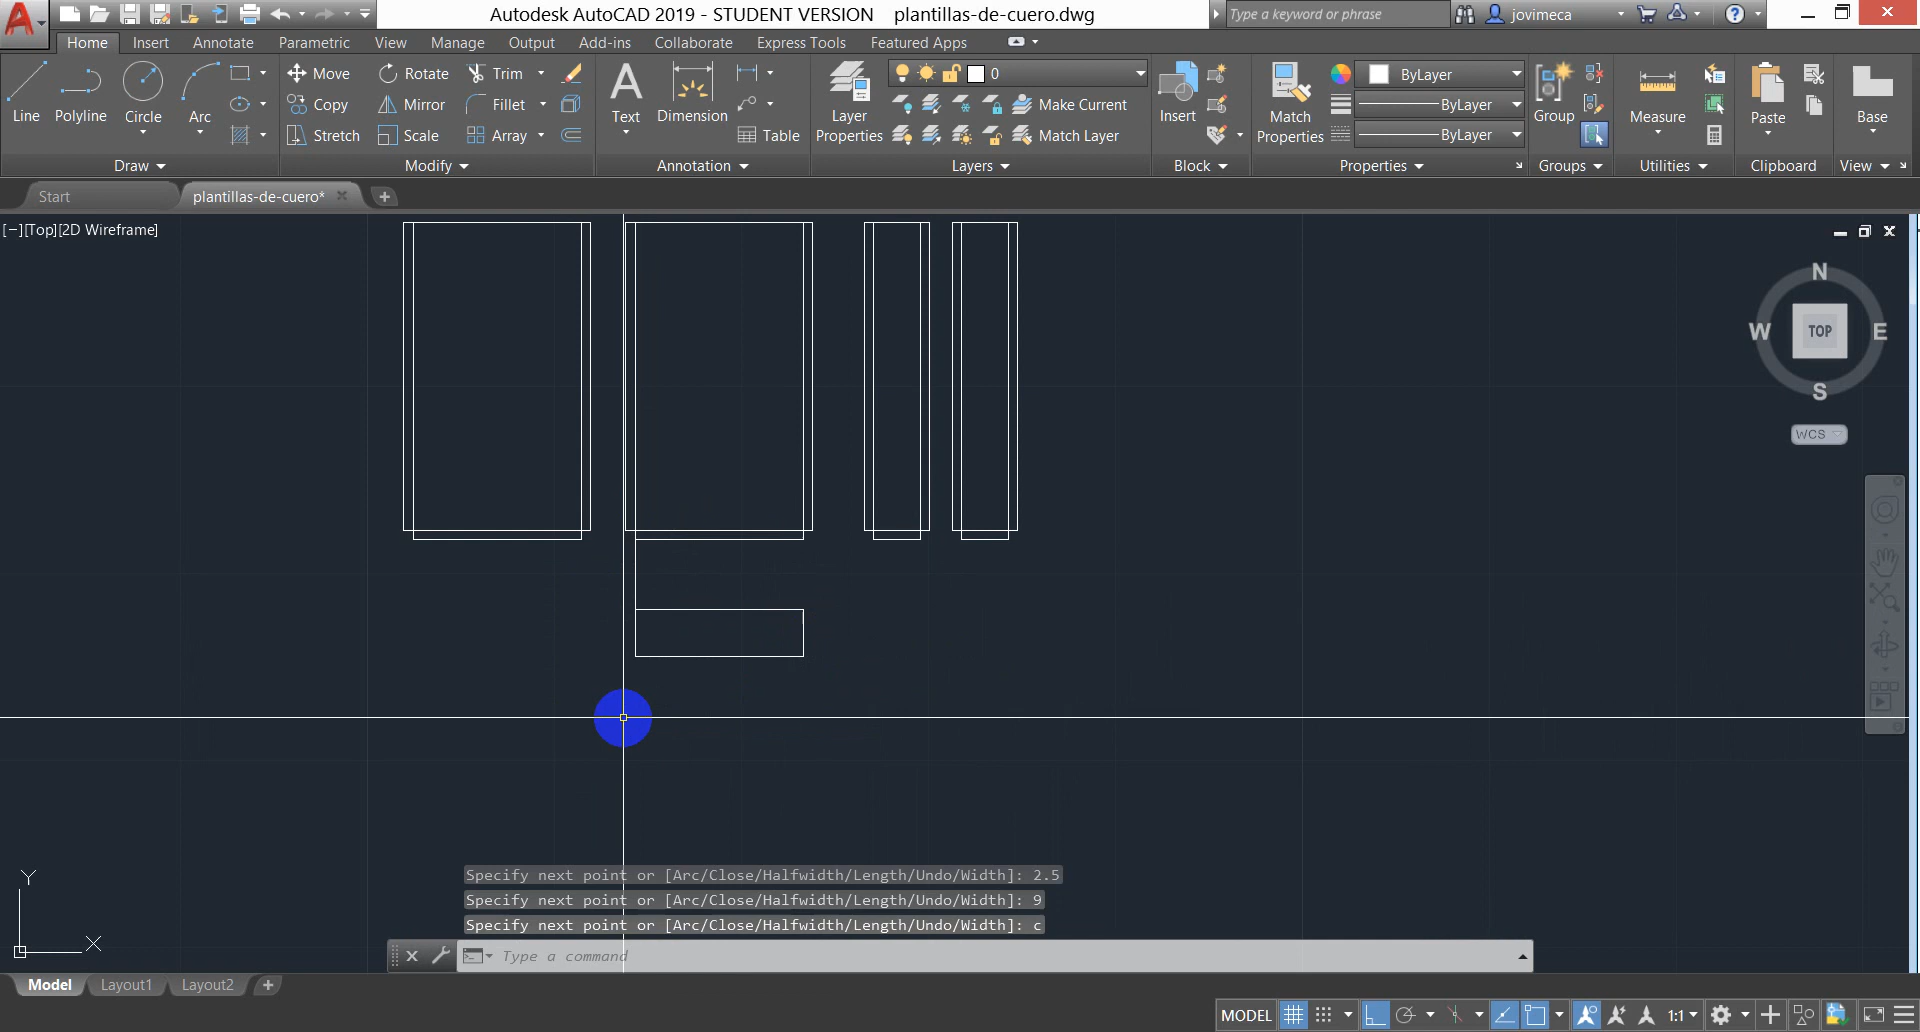 Autodesk AutoCAD 2019 - STUDENT VERSION plantillas-de-cuero.dwg
Type a keyword or phrase
jovimeca
Home Insert Annotate Parametric View Manage Output Add-ins Collaborate Express Tools Featured Apps
Line Polyline Circle Arc
Move Rotate Trim
Copy Mirror Fillet
Stretch Scale Array
Text Dimension Table
Layer Properties
0
Make Current
Match Layer
Insert
Match Properties
ByLayer
ByLayer
ByLayer
Group
Measure
Paste
Base
Draw Modify Annotation Layers Block Properties Groups Utilities Clipboard View
Start plantillas-de-cuero*
[−][Top][2D Wireframe]
N
W TOP E
S
WCS
Y
X
Specify next point or [Arc/Close/Halfwidth/Length/Undo/Width]: 2.5
Specify next point or [Arc/Close/Halfwidth/Length/Undo/Width]: 9
Specify next point or [Arc/Close/Halfwidth/Length/Undo/Width]: c
Type a command
Model Layout1 Layout2
MODEL 1:1